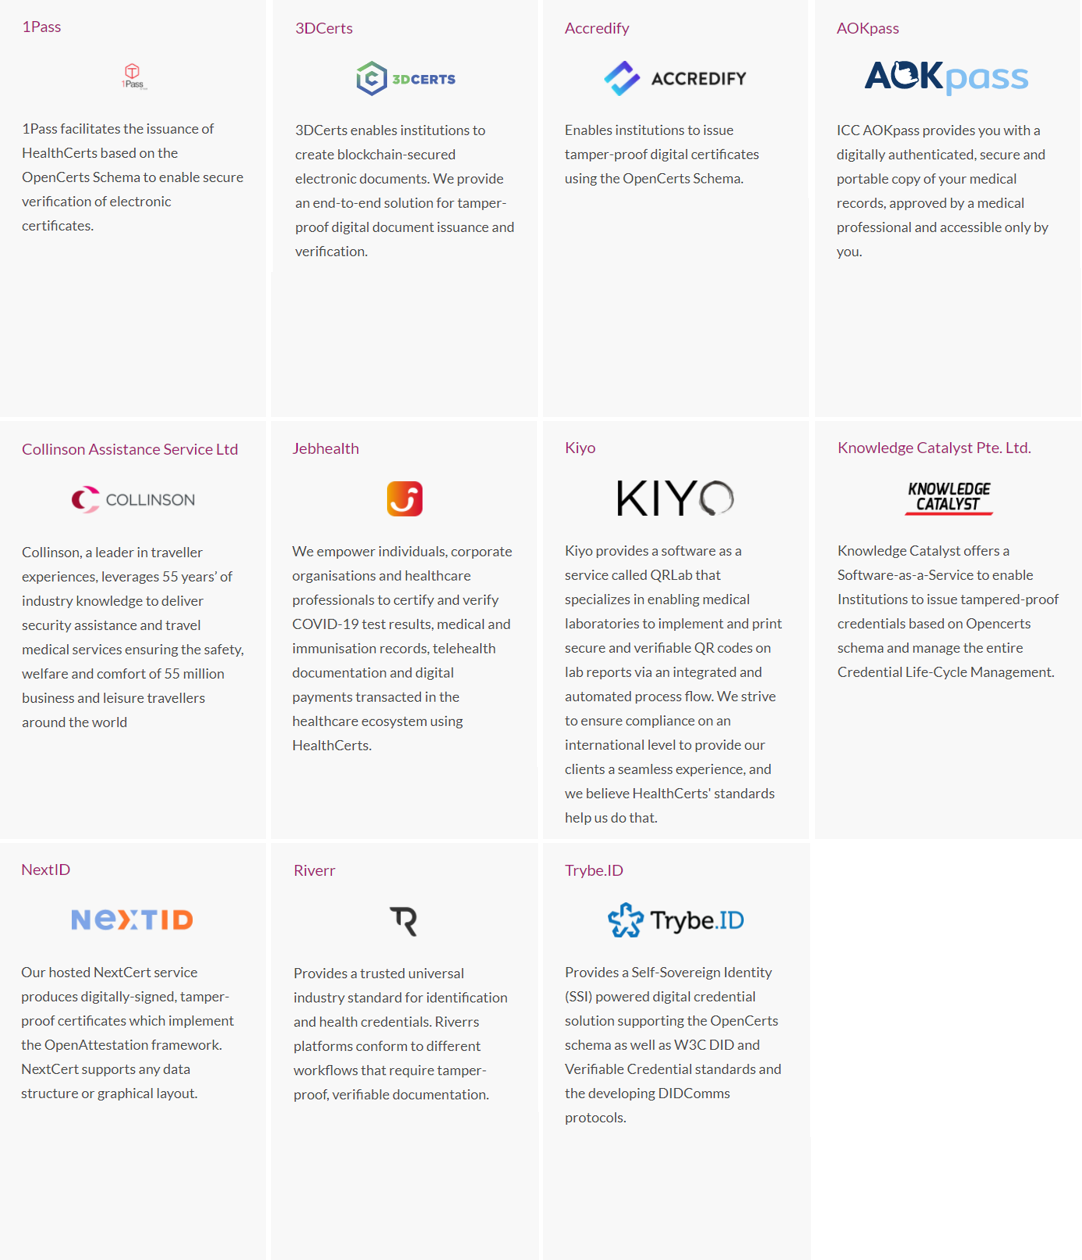 1Pass
1Pass
1Pass facilitates the issuance of
HealthCerts based on the
OpenCerts Schema to enable secure
verification of electronic
certificates.
3DCerts
3DCERTS
3DCerts enables institutions to
create blockchain-secured
electronic documents. We provide
an end-to-end solution for tamper-
proof digital document issuance and
verification.
Accredify
ACCREDIFY
Enables institutions to issue
tamper-proof digital certificates
using the OpenCerts Schema.
AOKpass
AOKpass
ICC AOKpass provides you with a
digitally authenticated, secure and
portable copy of your medical
records, approved by a medical
professional and accessible only by
you.
Collinson Assistance Service Ltd
COLLINSON
Collinson, a leader in traveller
experiences, leverages 55 years’ of
industry knowledge to deliver
security assistance and travel
medical services ensuring the safety,
welfare and comfort of 55 million
business and leisure travellers
around the world
Jebhealth
We empower individuals, corporate
organisations and healthcare
professionals to certify and verify
COVID-19 test results, medical and
immunisation records, telehealth
documentation and digital
payments transacted in the
healthcare ecosystem using
HealthCerts.
Kiyo
KIYO
Kiyo provides a software as a
service called QRLab that
specializes in enabling medical
laboratories to implement and print
secure and verifiable QR codes on
lab reports via an integrated and
automated process flow. We strive
to ensure compliance on an
international level to provide our
clients a seamless experience, and
we believe HealthCerts' standards
help us do that.
Knowledge Catalyst Pte. Ltd.
KNOWLEDGE
CATALYST
Knowledge Catalyst offers a
Software-as-a-Service to enable
Institutions to issue tampered-proof
credentials based on Opencerts
schema and manage the entire
Credential Life-Cycle Management.
NextID
NeXTID
Our hosted NextCert service
produces digitally-signed, tamper-
proof certificates which implement
the OpenAttestation framework.
NextCert supports any data
structure or graphical layout.
Riverr
Provides a trusted universal
industry standard for identification
and health credentials. Riverrs
platforms conform to different
workflows that require tamper-
proof, verifiable documentation.
Trybe.ID
Trybe.ID
Provides a Self-Sovereign Identity
(SSI) powered digital credential
solution supporting the OpenCerts
schema as well as W3C DID and
Verifiable Credential standards and
the developing DIDComms
protocols.